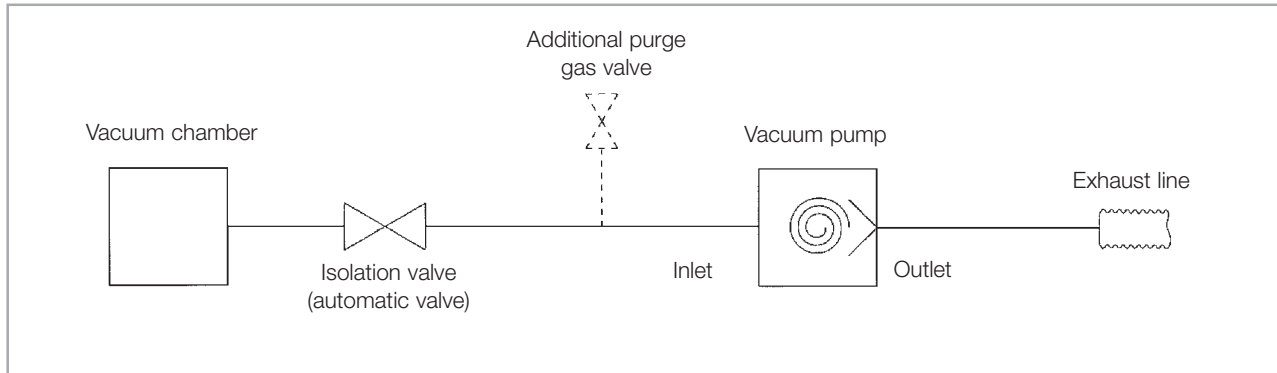 Additional purge
gas valve
Vacuum chamber
Vacuum pump
Exhaust line
Isolation valve
(automatic valve)
Inlet
Outlet